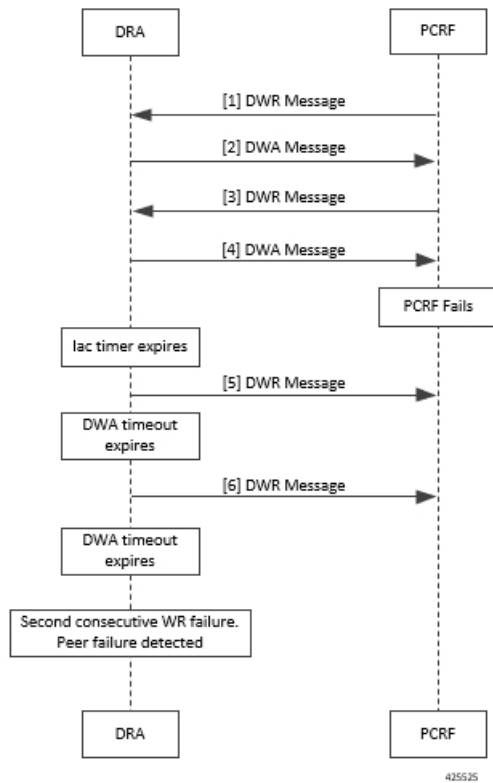 DRA
PCRF
[1] DWR Message
[2] DWA Message
[3] DWR Message
[4] DWA Message
PCRF Fails
Iac timer expires
[5] DWR Message
DWA timeout
expires
[6] DWR Message
DWA timeout
expires
Second consecutive WR failure.
Peer failure detected
DRA
PCRF
425525